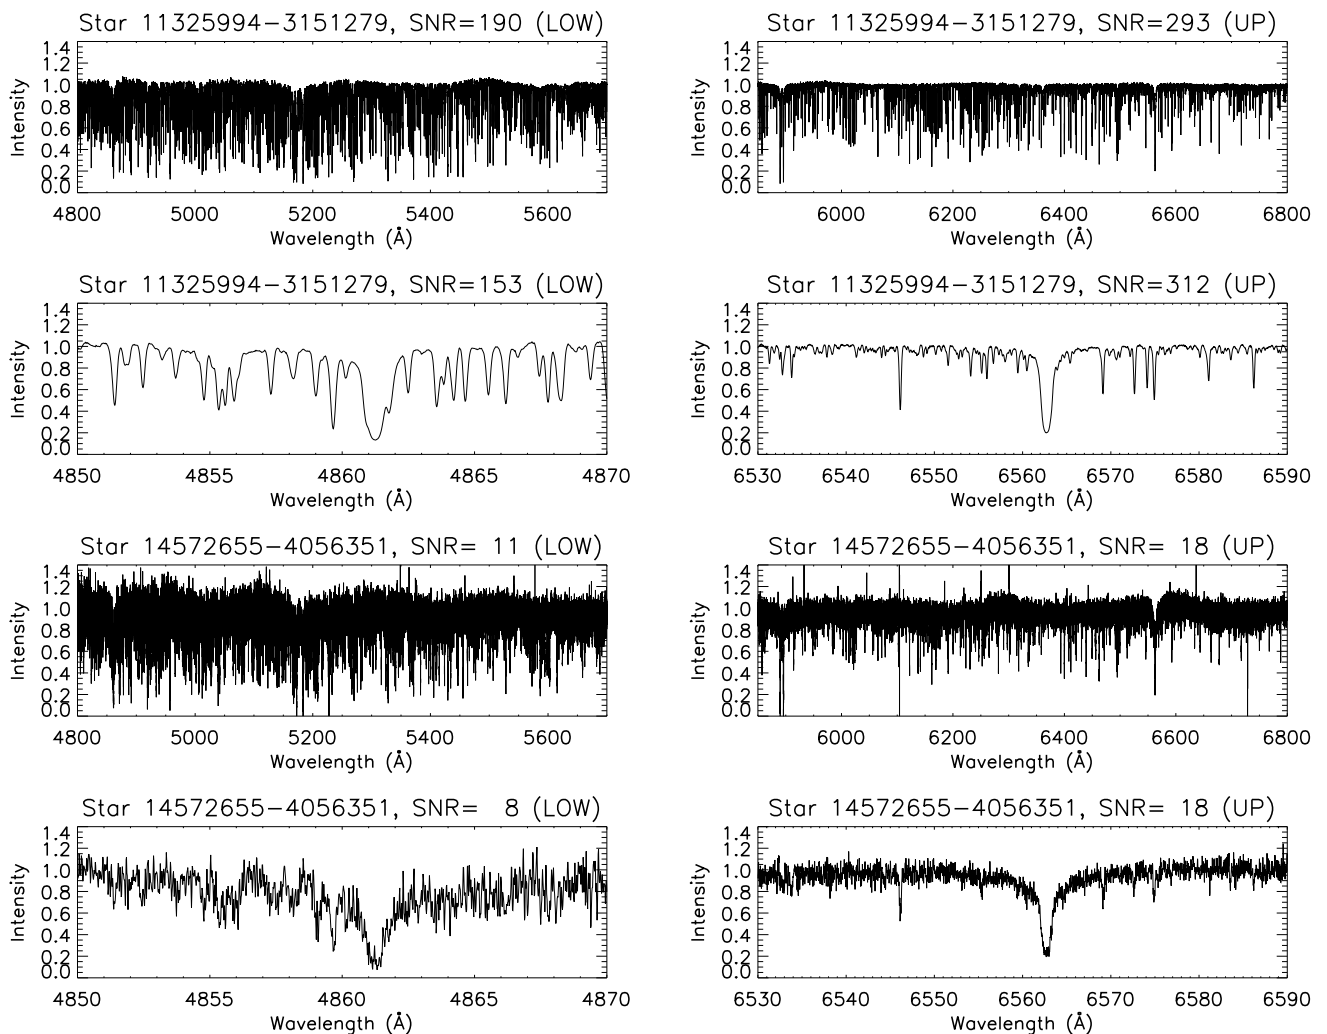 Star 11325994−3151279, SNR=190 (LOW)
Intensity
1.4
1.2
1.0
0.8
0.6
0.4
0.2
0.0
4800 5000 5200 5400 5600
Wavelength (Å)
Star 11325994−3151279, SNR=293 (UP)
Intensity
1.4
1.2
1.0
0.8
0.6
0.4
0.2
0.0
6000 6200 6400 6600 6800
Wavelength (Å)
Star 11325994−3151279, SNR=153 (LOW)
Intensity
1.4
1.2
1.0
0.8
0.6
0.4
0.2
0.0
4850 4855 4860 4865 4870
Wavelength (Å)
Star 11325994−3151279, SNR=312 (UP)
Intensity
1.4
1.2
1.0
0.8
0.6
0.4
0.2
0.0
6530 6540 6550 6560 6570 6580 6590
Wavelength (Å)
Star 14572655−4056351, SNR= 11 (LOW)
Intensity
1.4
1.2
1.0
0.8
0.6
0.4
0.2
0.0
4800 5000 5200 5400 5600
Wavelength (Å)
Star 14572655−4056351, SNR= 18 (UP)
Intensity
1.4
1.2
1.0
0.8
0.6
0.4
0.2
0.0
6000 6200 6400 6600 6800
Wavelength (Å)
Star 14572655−4056351, SNR=  8 (LOW)
Intensity
1.4
1.2
1.0
0.8
0.6
0.4
0.2
0.0
4850 4855 4860 4865 4870
Wavelength (Å)
Star 14572655−4056351, SNR= 18 (UP)
Intensity
1.4
1.2
1.0
0.8
0.6
0.4
0.2
0.0
6530 6540 6550 6560 6570 6580 6590
Wavelength (Å)